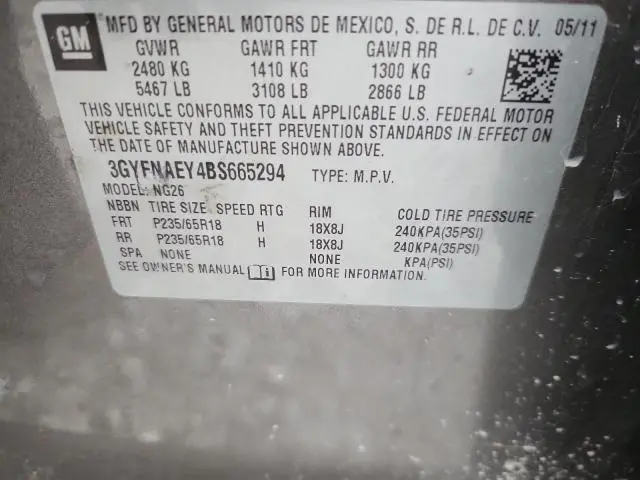 GM
MFD BY GENERAL MOTORS DE MEXICO, S. DE R.L. DE C.V. 05/11
GVWR GAWR FRT GAWR RR
2480 KG 1410 KG 1300 KG
5467 LB 3108 LB 2866 LB
THIS VEHICLE CONFORMS TO ALL APPLICABLE U.S. FEDERAL MOTOR
VEHICLE SAFETY AND THEFT PREVENTION STANDARDS IN EFFECT ON
THE DATE OF MANUFACTURE SHOWN ABOVE.
3GYFNAEY4BS665294 TYPE: M.P.V.
MODEL: NG26
NBBN TIRE SIZE SPEED RTG RIM COLD TIRE PRESSURE
FRT P235/65R18 H 18X8J 240KPA(35PSI)
RR P235/65R18 H 18X8J 240KPA(35PSI)
SPA NONE NONE KPA(PSI)
SEE OWNER'S MANUAL FOR MORE INFORMATION.